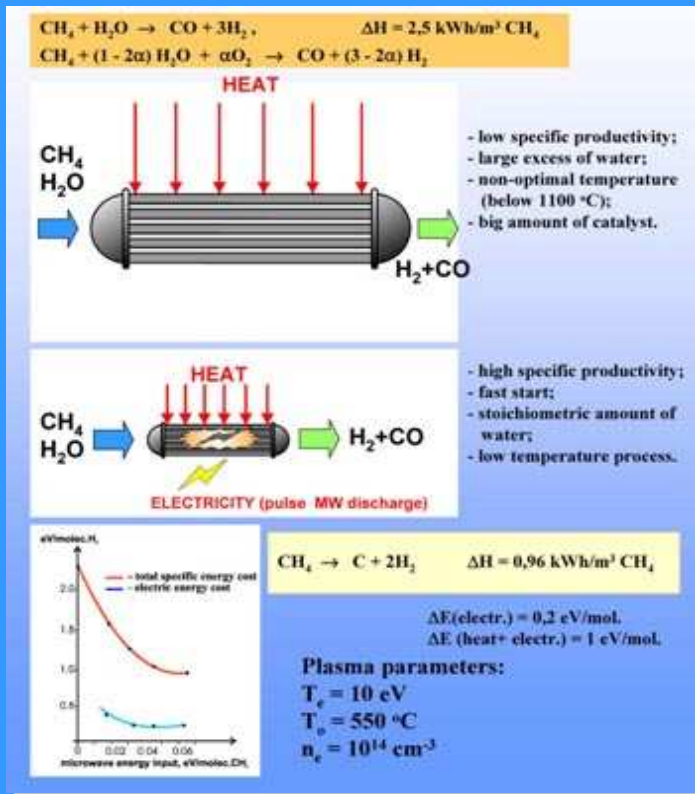 CH₄ + H₂O → CO + 3H₂ , ΔH = 2,5 kWh/m³ CH₄
CH₄ + (1 - 2α) H₂O + αO₂ → CO + (3 - 2α) H₂
HEAT
CH₄
H₂O
H₂+CO
- low specific productivity;
- large excess of water;
- non-optimal temperature
(below 1100 °C);
- big amount of catalyst.
HEAT
CH₄
H₂O
H₂+CO
ELECTRICITY (pulse MW discharge)
- high specific productivity;
- fast start;
- stoichiometric amount of
water;
- low temperature process.
eV/molec.H₂
- total specific energy cost
- electric energy cost
2.0
1.5
1.0
0.5
0 0.02 0.04 0.06
microwave energy input, eV/molec.CH₄
CH₄ → C + 2H₂ ΔH = 0,96 kWh/m³ CH₄
ΔE(electr.) = 0,2 eV/mol.
ΔE (heat+ electr.) = 1 eV/mol.
Plasma parameters:
Tₑ = 10 eV
Tₒ = 550 °C
nₑ = 10¹⁴ cm⁻³